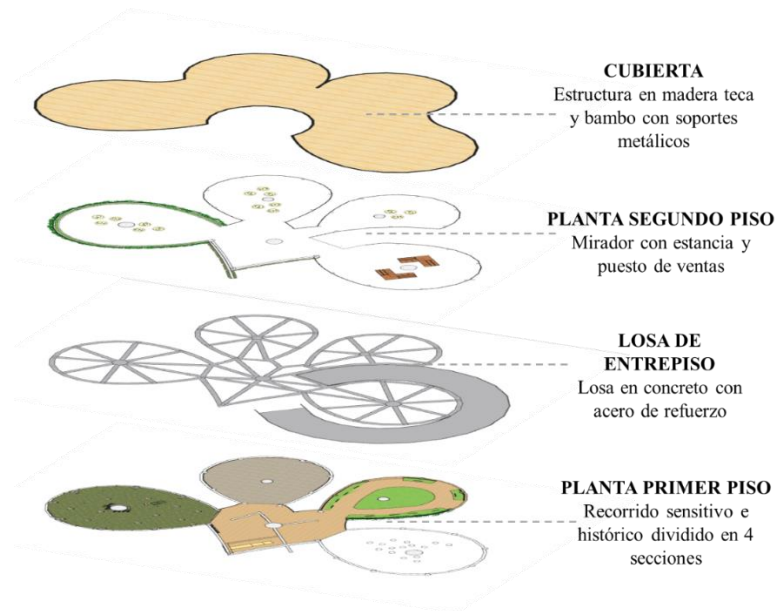 CUBIERTA
Estructura en madera teca
y bambo con soportes
metálicos
PLANTA SEGUNDO PISO
Mirador con estancia y
puesto de ventas
LOSA DE
ENTREPISO
Losa en concreto con
acero de refuerzo
PLANTA PRIMER PISO
Recorrido sensitivo e
histórico dividido en 4
secciones